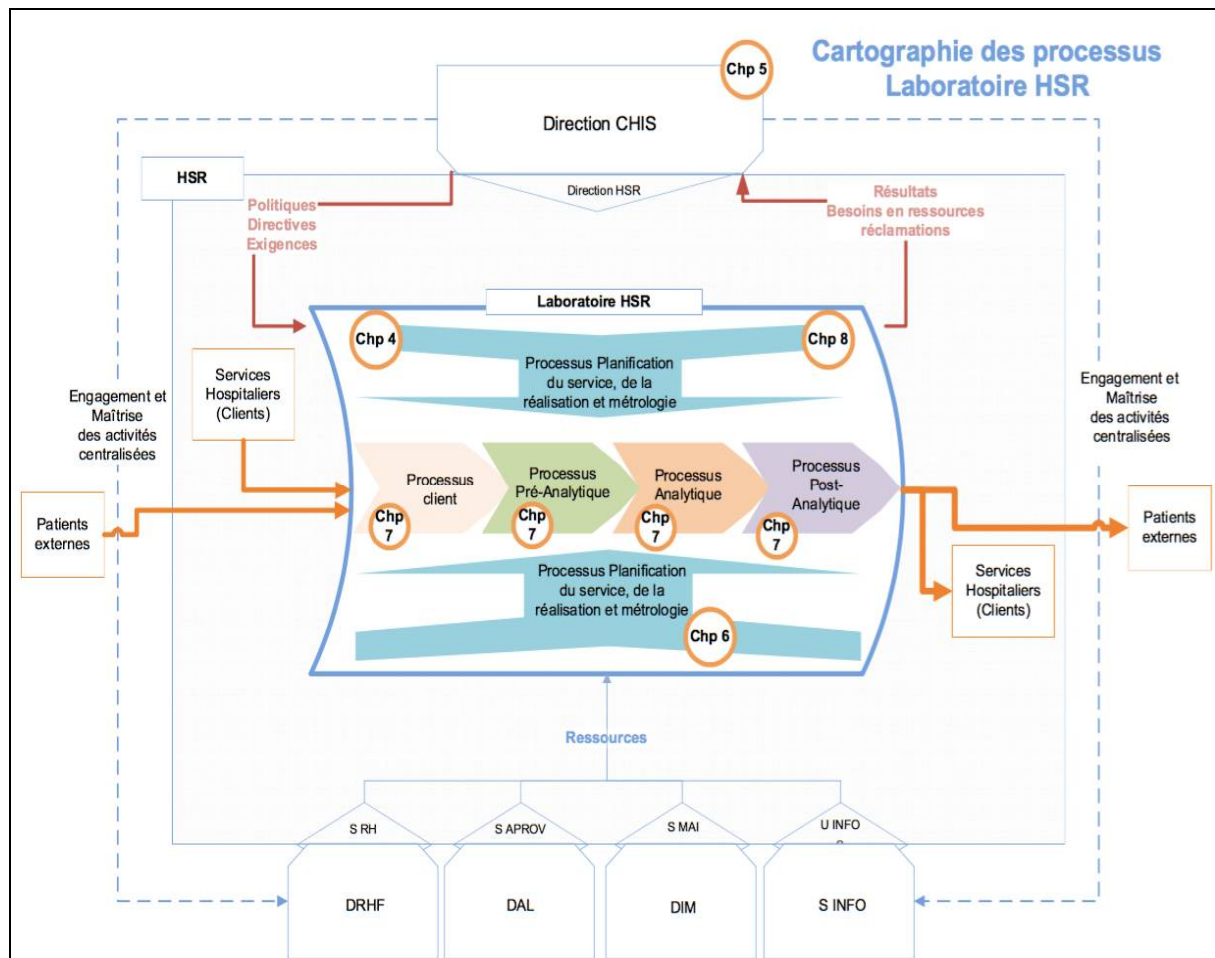 Cartographie des processus
Laboratoire HSR
Chp 5
Direction CHIS
HSR
Direction HSR
Politiques
Directives
Exigences
Résultats
Besoins en ressources
réclamations
Laboratoire HSR
Chp 4
Chp 8
Processus Planification
du service, de la
réalisation et métrologie
Services
Hospitaliers
(Clients)
Engagement et
Maîtrise
des activités
centralisées
Engagement et
Maîtrise
des activités
centralisées
Patients
externes
Processus
client
Chp
7
Processus
Pré-Analytique
Chp
7
Processus
Analytique
Chp
7
Processus
Post-
Analytique
Chp
7
Patients
externes
Services
Hospitaliers
(Clients)
Processus Planification
du service, de la
réalisation et métrologie
Chp 6
Ressources
S RH
S APROV
S MAI
U INFO
DRHF
DAL
DIM
S INFO